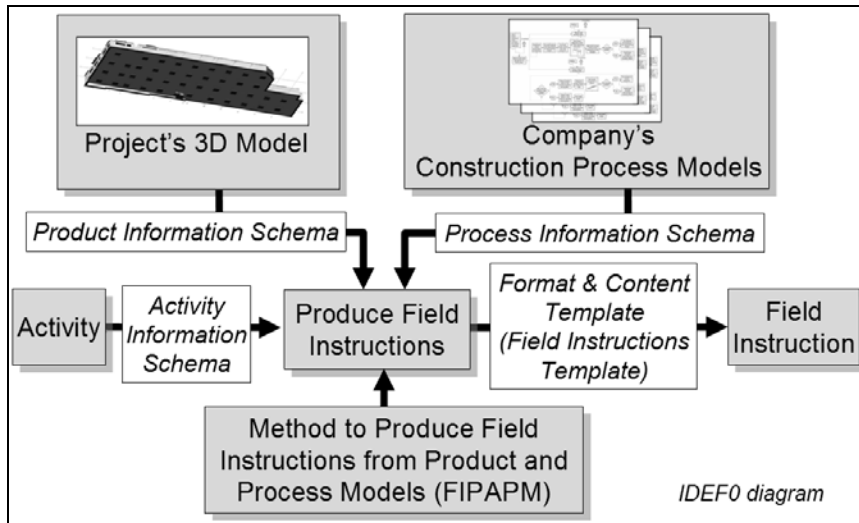 Project's 3D Model
Company's
Construction Process Models
Product Information Schema
Process Information Schema
Activity
Activity
Information
Schema
Produce Field
Instructions
Format & Content
Template
(Field Instructions
Template)
Field
Instruction
Method to Produce Field
Instructions from Product and
Process Models (FIPAPM)
IDEF0 diagram